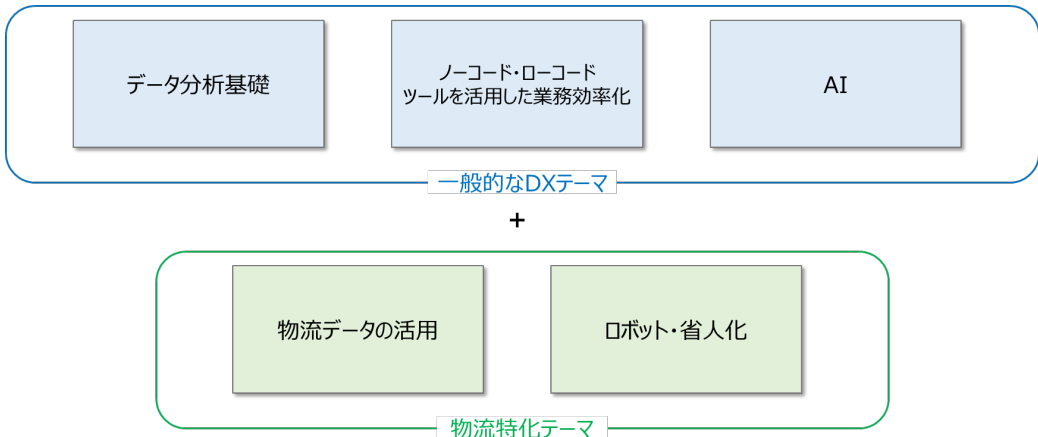 データ分析基礎
ノーコード・ローコード
ツールを活用した業務効率化
AI
一般的なDXテーマ
+
物流データの活用
ロボット・省人化
物流特化テーマ